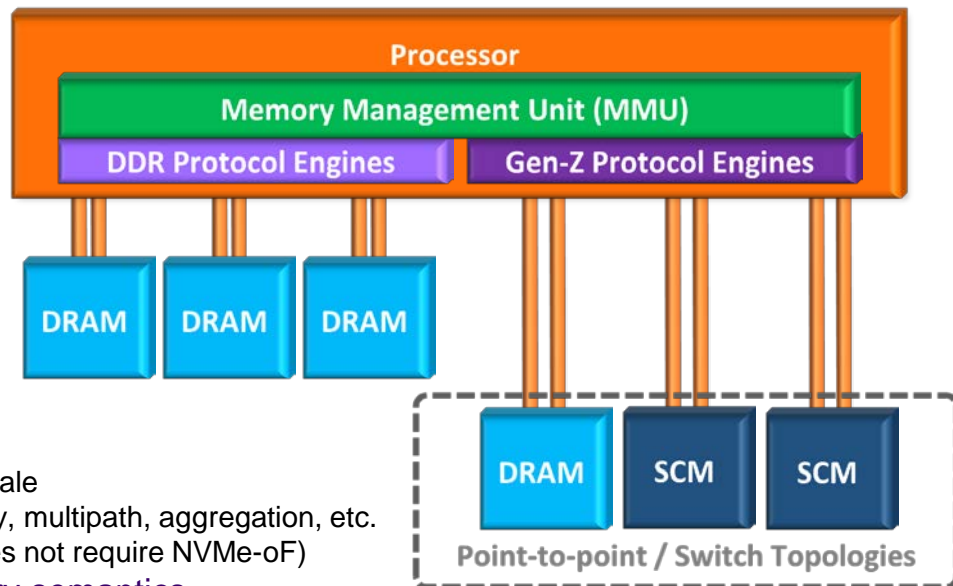 Processor
Memory Management Unit (MMU)
DDR Protocol Engines Gen-Z Protocol Engines
DRAM DRAM DRAM
DRAM SCM SCM
multipath, aggregation, etc.
not require NVMe-oF)
Point-to-point / Switch Topologies
semantics